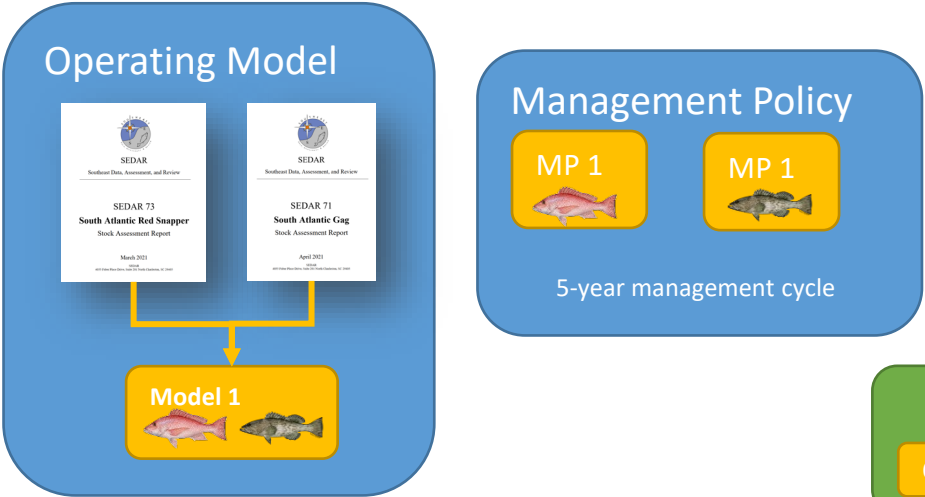 Operating Model
SEDAR
Southeast Data, Assessment, and Review
SEDAR 73
South Atlantic Red Snapper
Stock Assessment Report
March 2021
SEDAR
SEDAR
Southeast Data, Assessment, and Review
SEDAR 71
South Atlantic Gag
Stock Assessment Report
April 2021
SEDAR
Model 1
Management Policy
MP 1
MP 1
5-year management cycle